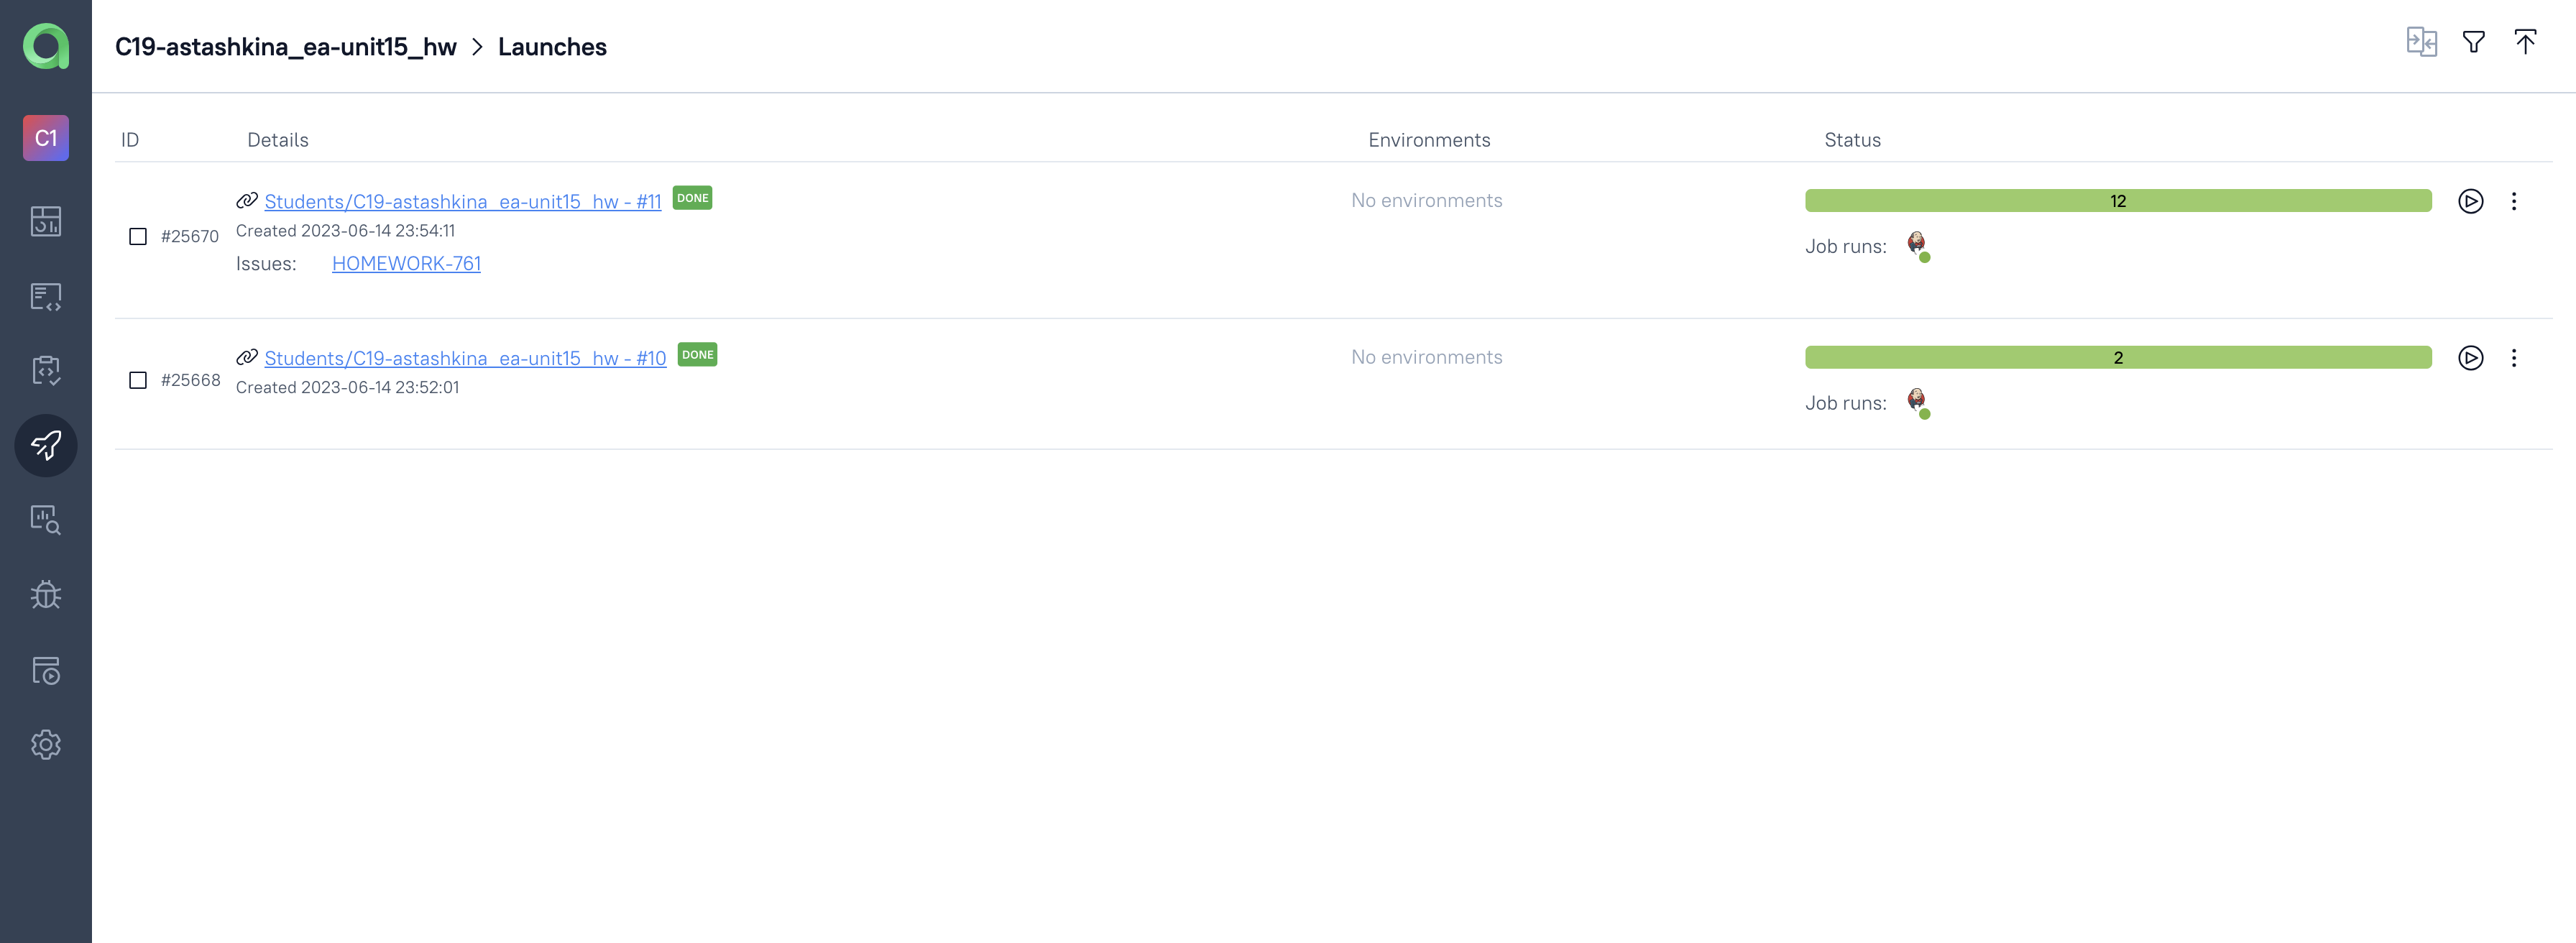 C19-astashkina_ea-unit15_hw > Launches
C1
ID Details Environments Status
Students/C19-astashkina_ea-unit15_hw - #11 DONE No environments 12
#25670 Created 2023-06-14 23:54:11 Job runs:
Issues: HOMEWORK-761
Students/C19-astashkina_ea-unit15_hw - #10 DONE No environments 2
#25668 Created 2023-06-14 23:52:01 Job runs: